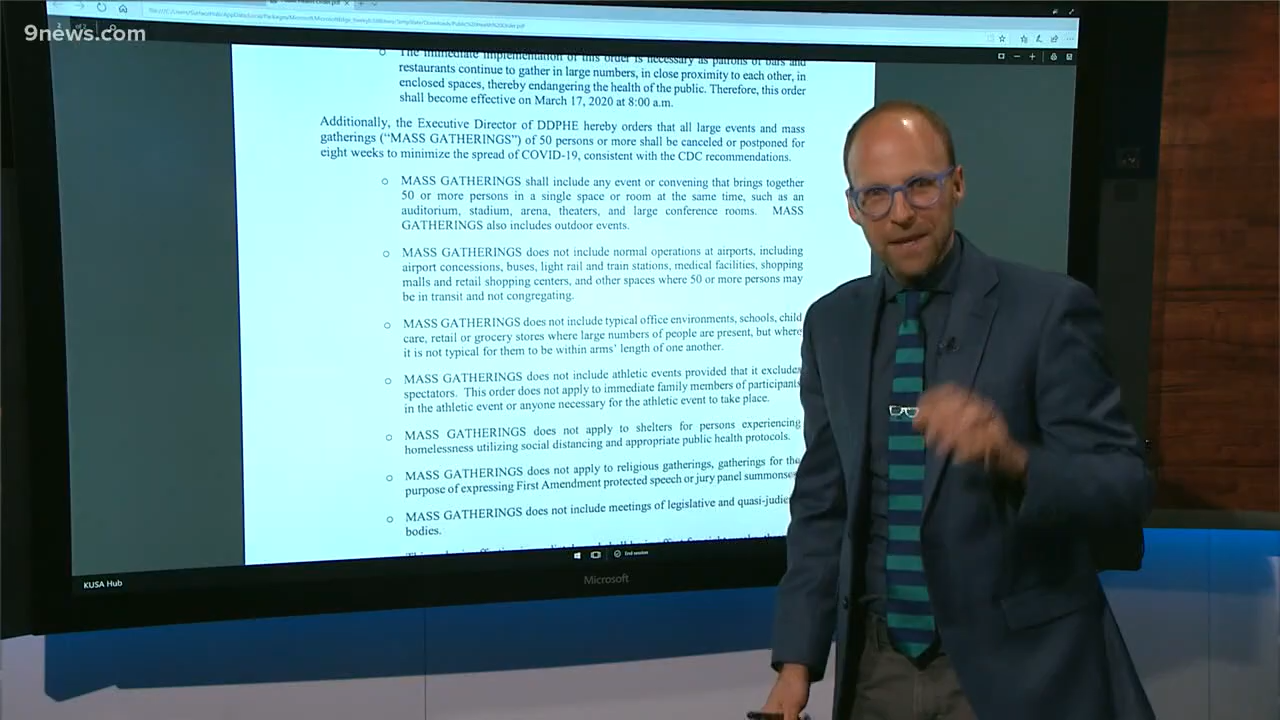 9news.com
The immediate implementation of this order is necessary as patrons of bars and
restaurants continue to gather in large numbers, in close proximity to each other, in
enclosed spaces, thereby endangering the health of the public. Therefore, this order
shall become effective on March 17, 2020 at 8:00 a.m.
Additionally, the Executive Director of DDPHE hereby orders that all large events and mass
gatherings ("MASS GATHERINGS") of 50 persons or more shall be canceled or postponed for
eight weeks to minimize the spread of COVID-19, consistent with the CDC recommendations.
MASS GATHERINGS shall include any event or convening that brings together
50 or more persons in a single space or room at the same time, such as an
auditorium, stadium, arena, theaters, and large conference rooms. MASS
GATHERINGS also includes outdoor events.
MASS GATHERINGS does not include normal operations at airports, including
airport concessions, buses, light rail and train stations, medical facilities, shopping
malls and retail shopping centers, and other spaces where 50 or more persons may
be in transit and not congregating.
MASS GATHERINGS does not include typical office environments, schools, child
care, retail or grocery stores where large numbers of people are present, but where
it is not typical for them to be within arms' length of one another.
MASS GATHERINGS does not include athletic events provided that it excludes
spectators. This order does not apply to immediate family members of participants
in the athletic event or anyone necessary for the athletic event to take place.
MASS GATHERINGS does not apply to shelters for persons experiencing
homelessness utilizing social distancing and appropriate public health protocols.
MASS GATHERINGS does not apply to religious gatherings, gatherings for the
purpose of expressing First Amendment protected speech or jury panel summonses
MASS GATHERINGS does not include meetings of legislative and quasi-judic
bodies.
End session
KUSA Hub
Microsoft